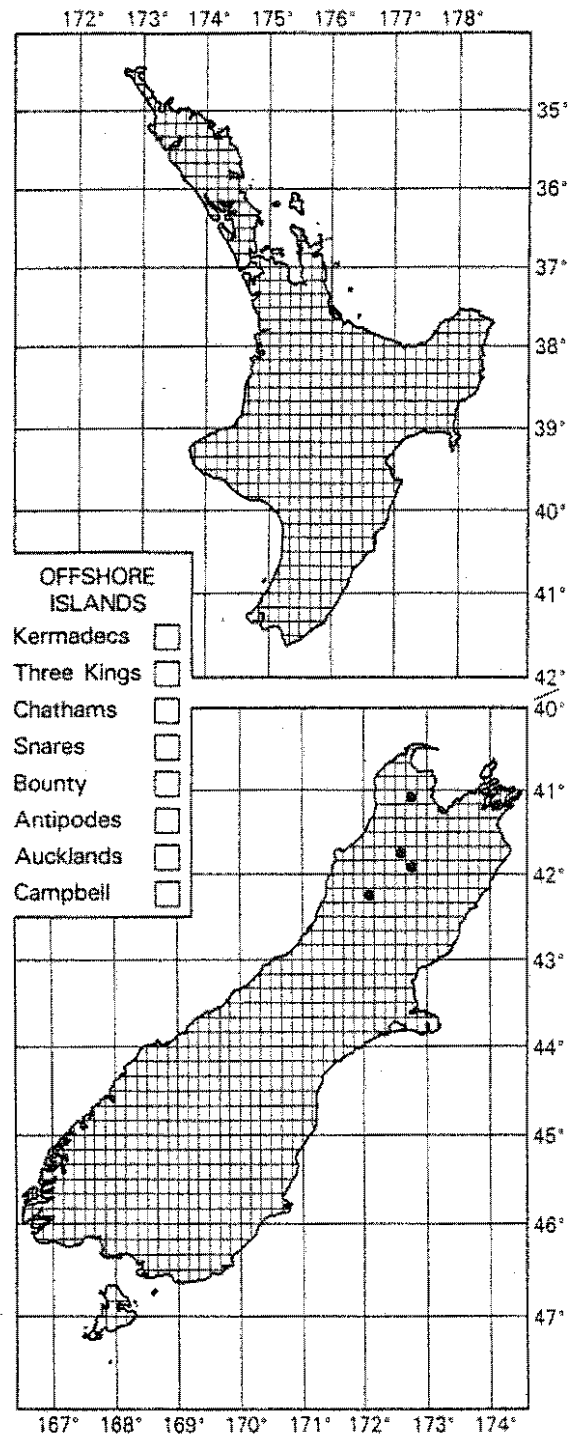 172° 173° 174° 175° 176° 177° 178°
35°
36°
37°
38°
39°
40°
41°
42°
OFFSHORE
ISLANDS
Kermadecs
Three Kings
Chathams
Snares
Bounty
Antipodes
Aucklands
Campbell
40°
41°
42°
43°
44°
45°
46°
47°
167° 168° 169° 170° 171° 172° 173° 174°